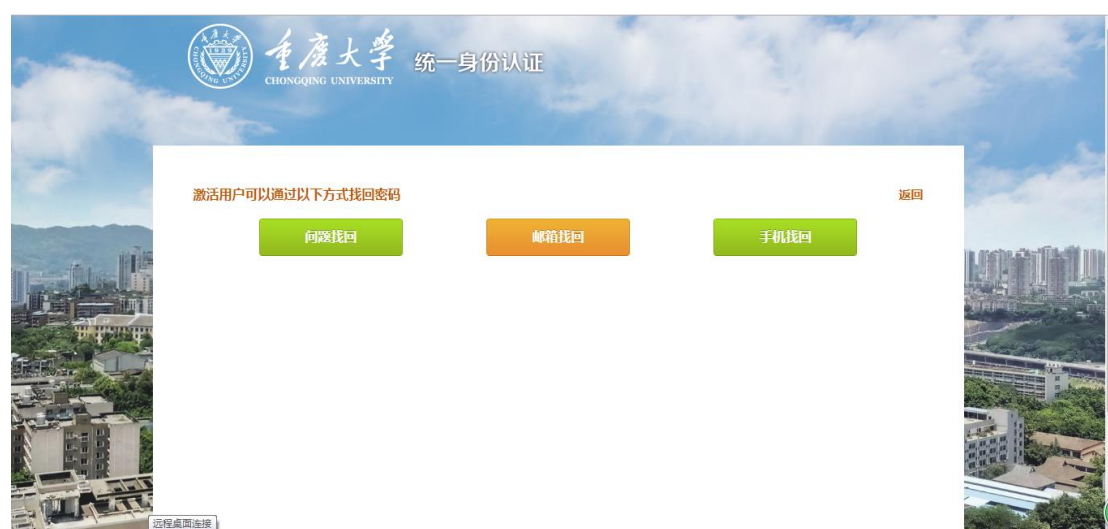 重庆大学
CHONGQING UNIVERSITY
统一身份认证
激活用户可以通过以下方式找回密码
返回
问题找回
邮箱找回
手机找回
远程桌面连接